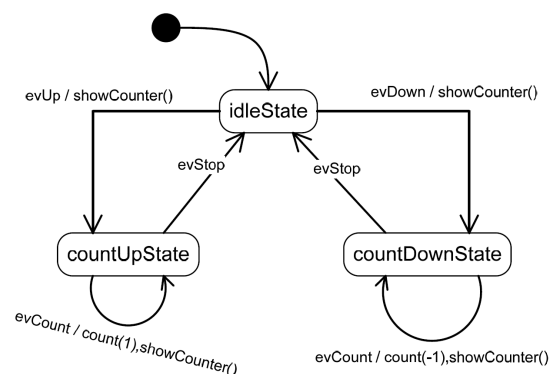 evUp / showCounter()
evDown / showCounter()
idleState
evStop
evStop
countUpState
countDownState
evCount / count(1),showCounter()
evCount / count(-1),showCounter()